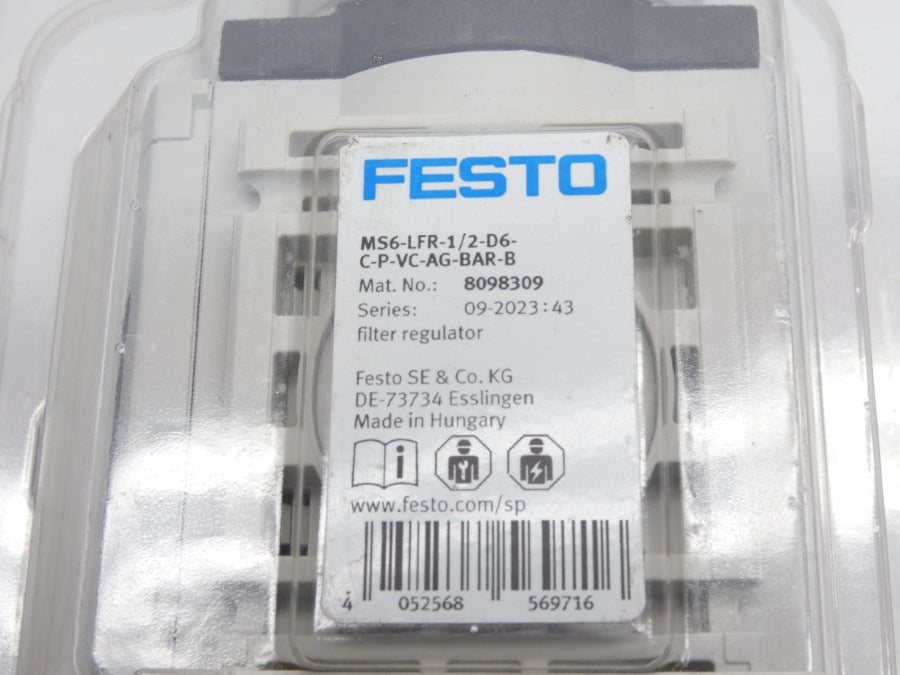 FESTO
MS6-LFR-1/2-D6-
C-P-VC-AG-BAR-B
Mat. No.: 8098309
Series: 09-2023:43
filter regulator
Festo SE & Co. KG
DE-73734 Esslingen
Made in Hungary
www.festo.com/sp
4 052568 569716